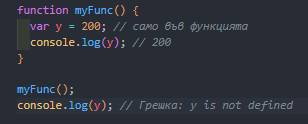 function myFunc() {
  var y = 200; // само във функцията
  console.log(y); // 200
}
myFunc();
console.log(y); // Грешка: y is not defined